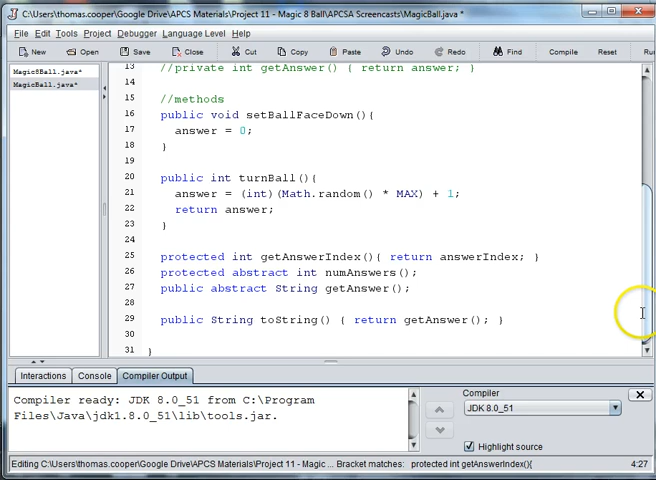 C:\Users\thomas.cooper\Google Drive\APCS Materials\Project 11 - Magic 8 Ball\APCSA Screencasts\MagicBall.java *
File Edit Tools Project Debugger Language Level Help
New Open Save Close Cut Copy Paste Undo Redo Find Compile Reset Ru
Magic8Ball.java*
MagicBall.java*
13 //private int getAnswer() { return answer; }
14
15 //methods
16 public void setBallFaceDown(){
17 answer = 0;
18 }
19
20 public int turnBall(){
21 answer = (int)(Math.random() * MAX) + 1;
22 return answer;
23 }
24
25 protected int getAnswerIndex(){ return answerIndex; }
26 protected abstract int numAnswers();
27 public abstract String getAnswer();
28
29 public String toString() { return getAnswer(); }
30
31 }
Interactions Console Compiler Output
Compiler ready: JDK 8.0_51 from C:\Program
Files\Java\jdk1.8.0_51\lib\tools.jar.
Compiler
JDK 8.0_51
Highlight source
Editing C:\Users\thomas.cooper\Google Drive\APCS Materials\Project 11 - Magic ... Bracket matches: protected int getAnswerIndex(){ 4:27